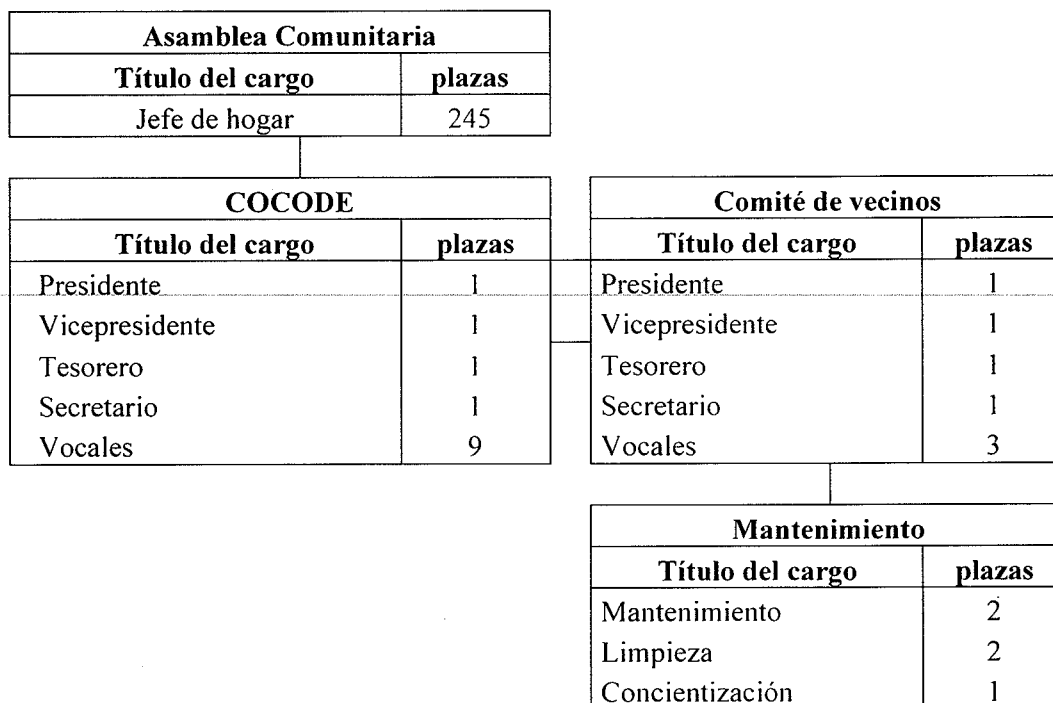 Asamblea Comunitaria
Título del cargo plazas
Jefe de hogar 245
COCODE
Título del cargo plazas
Presidente 1
Vicepresidente 1
Tesorero 1
Secretario 1
Vocales 9
Comité de vecinos
Título del cargo plazas
Presidente 1
Vicepresidente 1
Tesorero 1
Secretario 1
Vocales 3
Mantenimiento
Título del cargo plazas
Mantenimiento 2
Limpieza 2
Concientización 1